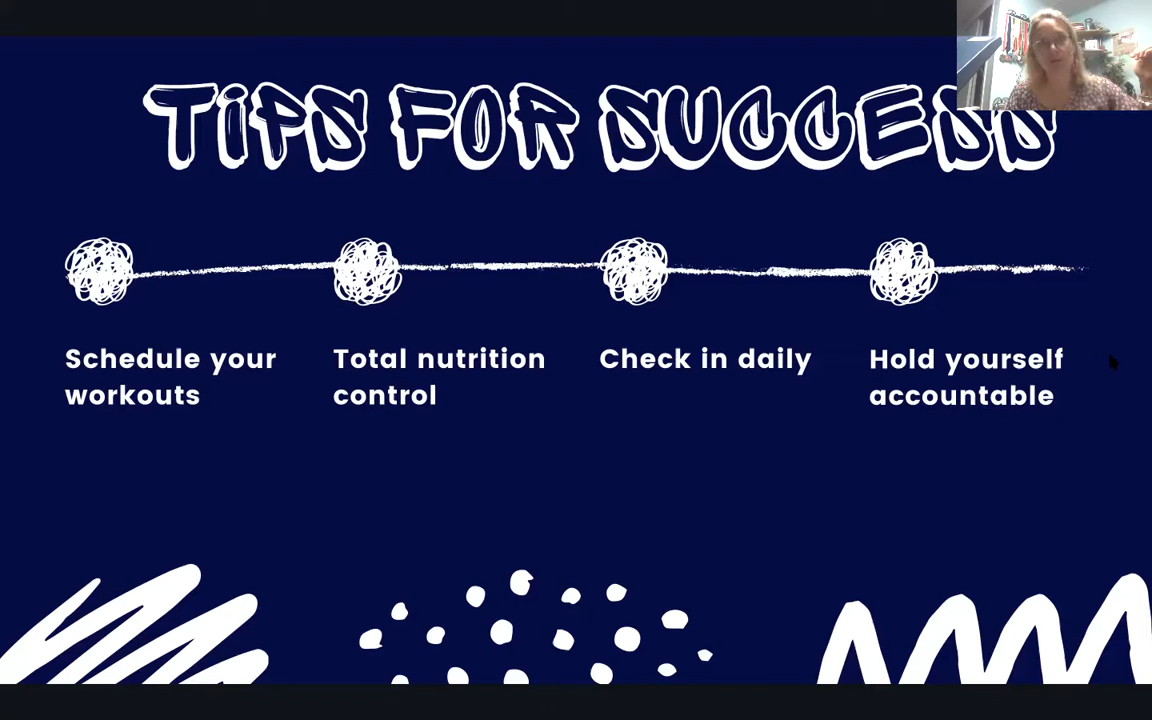 TiPS FOR SUCCESS
Schedule your
workouts
Total nutrition
control
Check in daily
Hold yourself
accountable